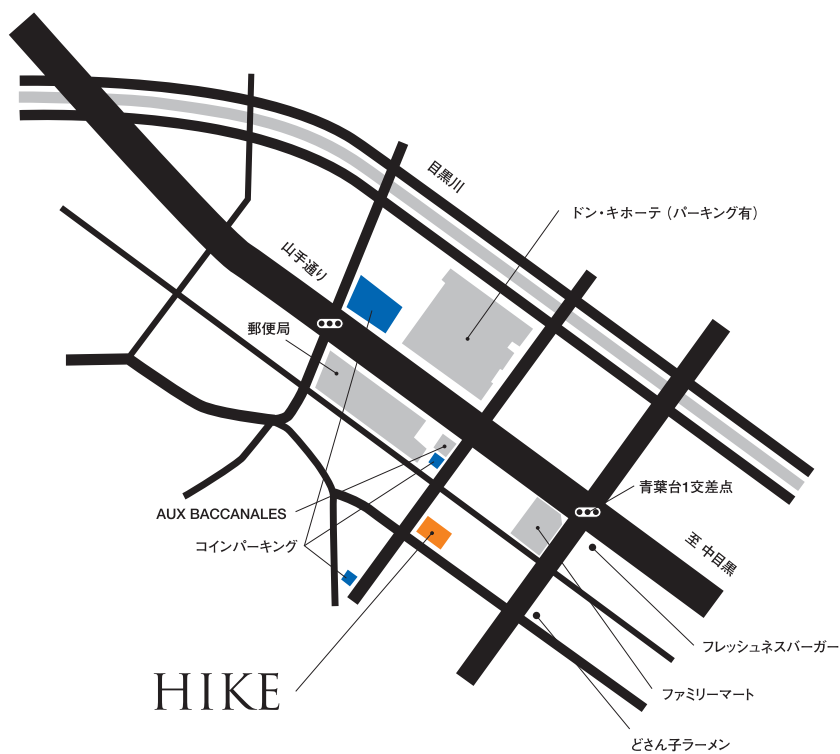 目黒川
ドン・キホーテ（パーキング有）
山手通り
郵便局
青葉台1交差点
AUX BACCANALES
コインパーキング
至 中目黒
フレッシュネスバーガー
HIKE
ファミリーマート
どさん子ラーメン